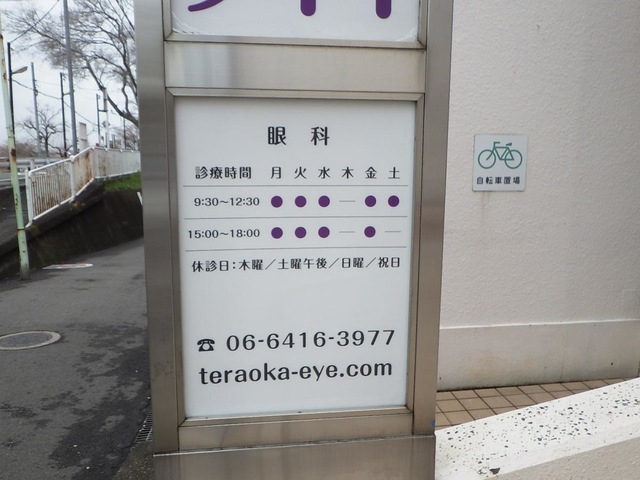 眼科
診療時間 月 火 水 木 金 土
9:30～12:30 ● ● ● — ● ●
15:00～18:00 ● ● ● — ● —
休診日：木曜／土曜午後／日曜／祝日
☎ 06-6416-3977
teraoka-eye.com
自転車置場